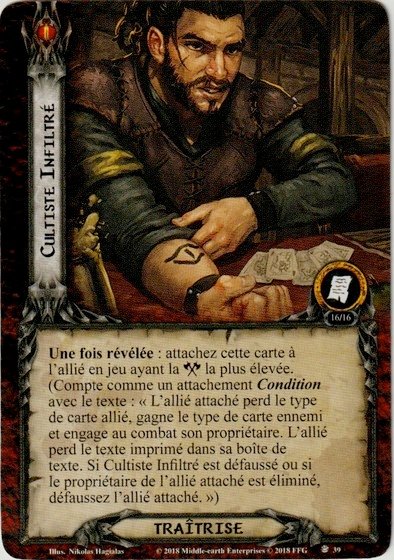 CULTISTE INFILTRÉ
16/16
Une fois révélée : attachez cette carte à
l'allié en jeu ayant la la plus élevée.
(Compte comme un attachement Condition
avec le texte : « L'allié attaché perd le type
de carte allié, gagne le type de carte ennemi
et engage au combat son propriétaire. L'allié
perd le texte imprimé dans sa boîte de
texte. Si Cultiste Infiltré est défaussé ou si
le propriétaire de l'allié attaché est éliminé,
défaussez l'allié attaché. »)
TRAÎTRISE
Illus. Nikolas Hagialas © 2018 Middle-earth Enterprises © 2018 FFG 39